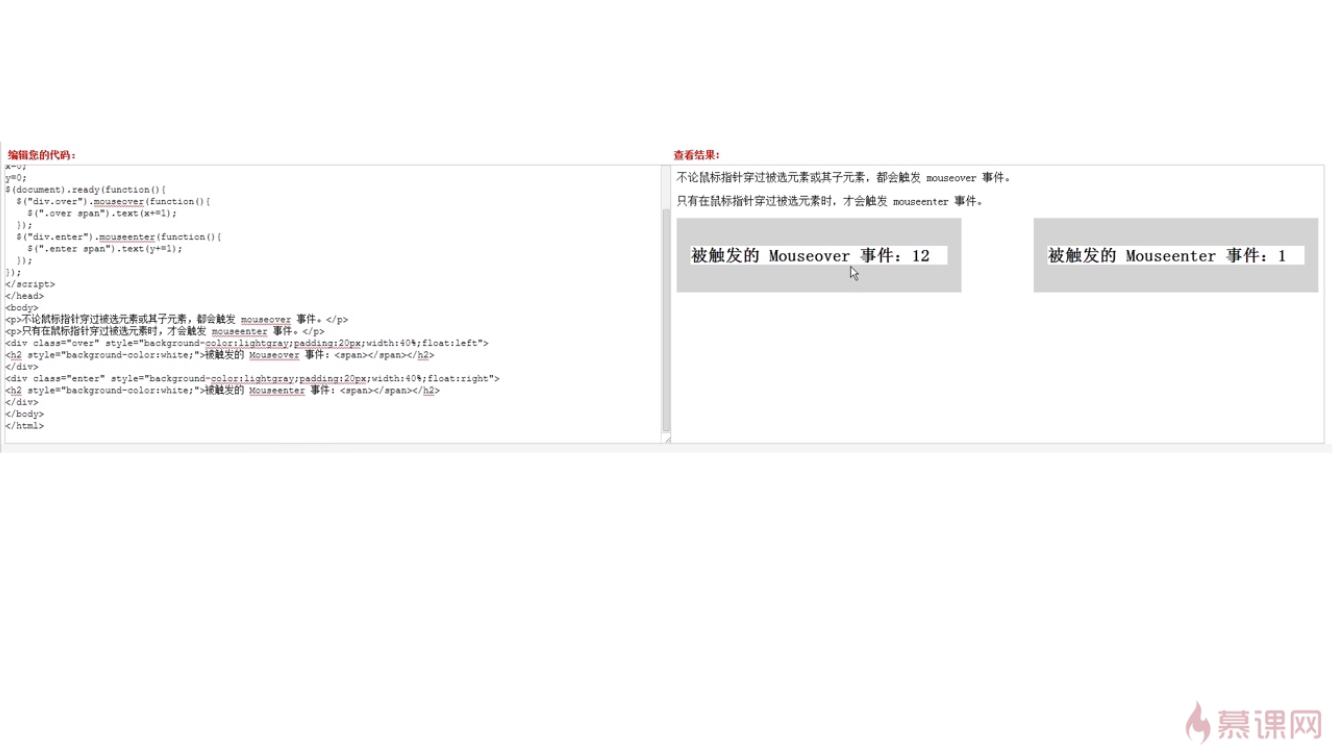 编辑您的代码：
x=0;
y=0;
$(document).ready(function(){
  $("div.over").mouseover(function(){
    $(".over span").text(x+=1);
  });
  $("div.enter").mouseenter(function(){
    $(".enter span").text(y+=1);
  });
});
</script>
</head>
<body>
<p>不论鼠标指针穿过被选元素或其子元素，都会触发 mouseover 事件。</p>
<p>只有在鼠标指针穿过被选元素时，才会触发 mouseenter 事件。</p>
<div class="over" style="background-color:lightgray;padding:20px;width:40%;float:left">
<h2 style="background-color:white;">被触发的 Mouseover 事件：<span></span></h2>
</div>
<div class="enter" style="background-color:lightgray;padding:20px;width:40%;float:right">
<h2 style="background-color:white;">被触发的 Mouseenter 事件：<span></span></h2>
</div>
</body>
</html>
查看结果：
不论鼠标指针穿过被选元素或其子元素，都会触发 mouseover 事件。
只有在鼠标指针穿过被选元素时，才会触发 mouseenter 事件。
被触发的 Mouseover 事件：12
被触发的 Mouseenter 事件：1
慕课网